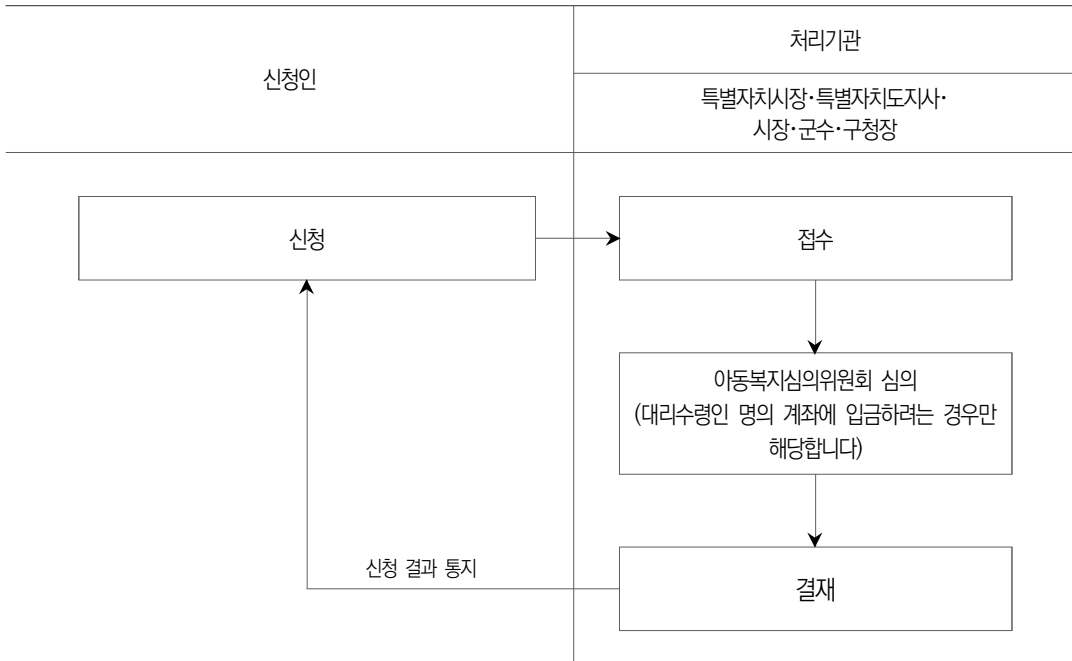 신청인
처리기관
특별자치시장·특별자치도지사·
시장·군수·구청장
신청
접수
아동복지심의위원회 심의
(대리수령인 명의 계좌에 입금하려는 경우만
해당합니다)
신청 결과 통지
결재